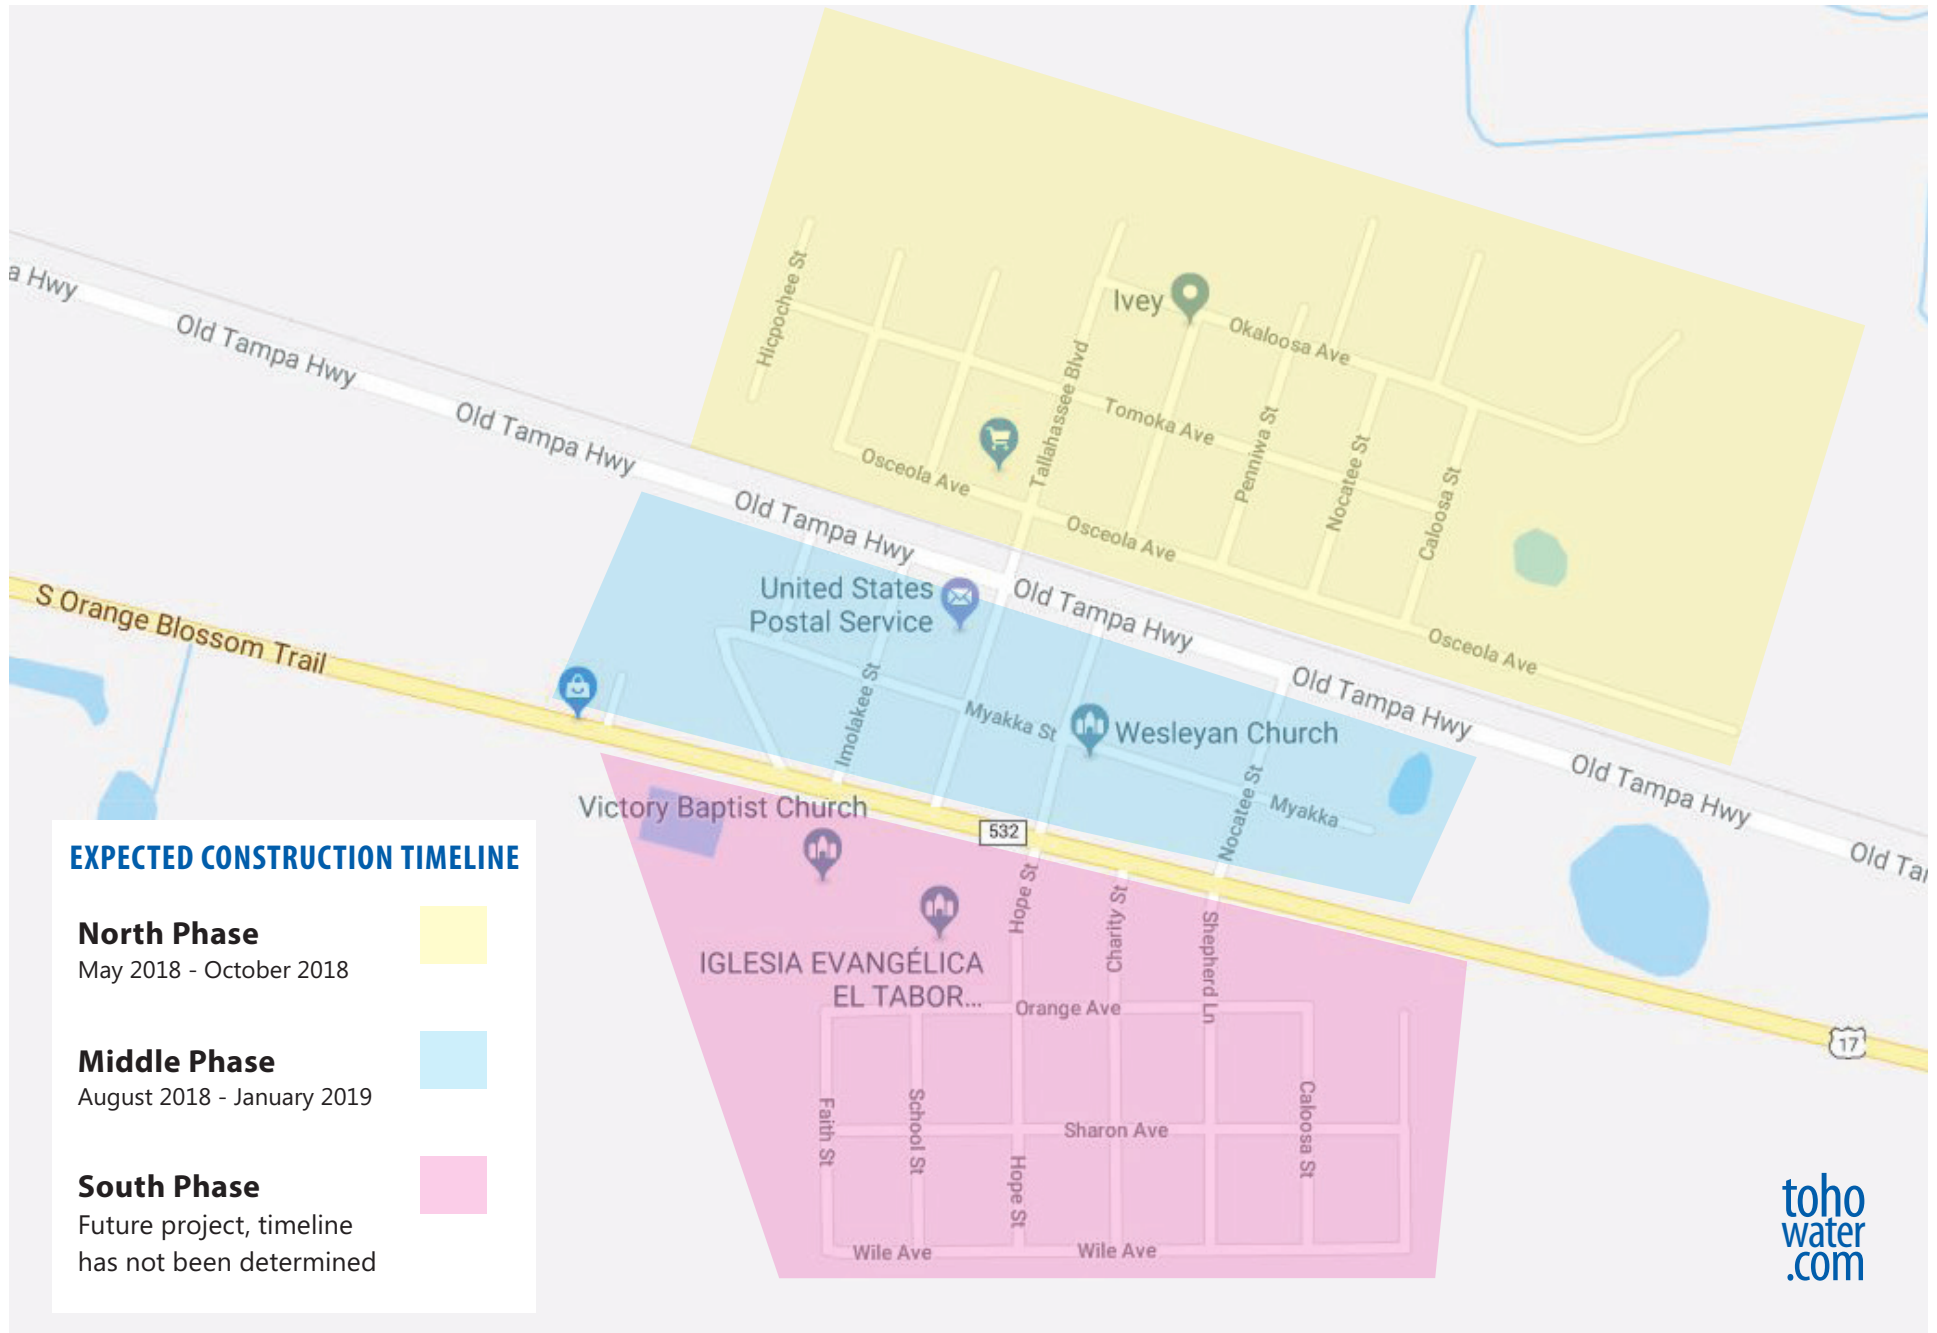 Hicpochee St
Ivey
Okaloosa Ave
Tallahassee Blvd
Tomoka Ave
Penniwa St
Nocatee St
Caloosa St
Osceola Ave
Osceola Ave
Osceola Ave
a Hwy
Old Tampa Hwy
Old Tampa Hwy
Old Tampa Hwy
Old Tampa Hwy
Old Tampa Hwy
Old Tampa Hwy
Old Tam
S Orange Blossom Trail
United States
Postal Service
Imolakee St
Myakka St
Wesleyan Church
Nocatee St
Myakka
532
17
Victory Baptist Church
IGLESIA EVANGÉLICA
EL TABOR...
Hope St
Charity St
Shepherd Ln
Orange Ave
Faith St
School St
Hope St
Sharon Ave
Caloosa St
Wile Ave
Wile Ave
EXPECTED CONSTRUCTION TIMELINE
North Phase
May 2018 - October 2018
Middle Phase
August 2018 - January 2019
South Phase
Future project, timeline
has not been determined
toho
water
.com